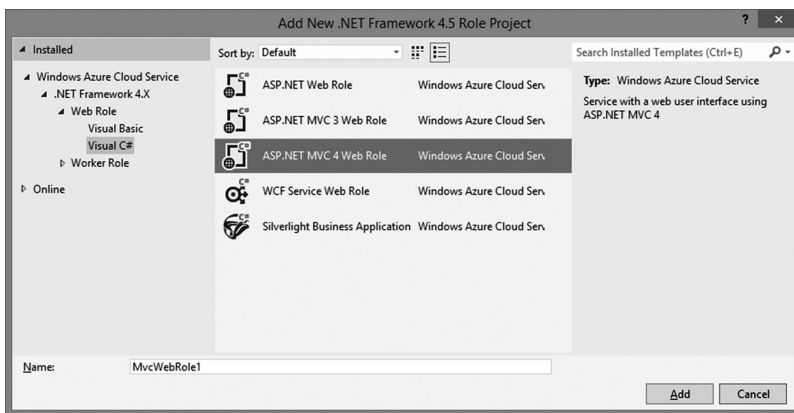 Add New .NET Framework 4.5 Role Project
? ×
Installed
Sort by: Default
Search Installed Templates (Ctrl+E)
Windows Azure Cloud Service
.NET Framework 4.X
Web Role
Visual Basic
Visual C#
Worker Role
Online
C# ASP.NET Web Role Windows Azure Cloud Serv
C# ASP.NET MVC 3 Web Role Windows Azure Cloud Serv
C# ASP.NET MVC 4 Web Role Windows Azure Cloud Serv
C# WCF Service Web Role Windows Azure Cloud Serv
C# Silverlight Business Application Windows Azure Cloud Serv
Type: Windows Azure Cloud Service
Service with a web user interface using
ASP.NET MVC 4
Name: MvcWebRole1
Add Cancel